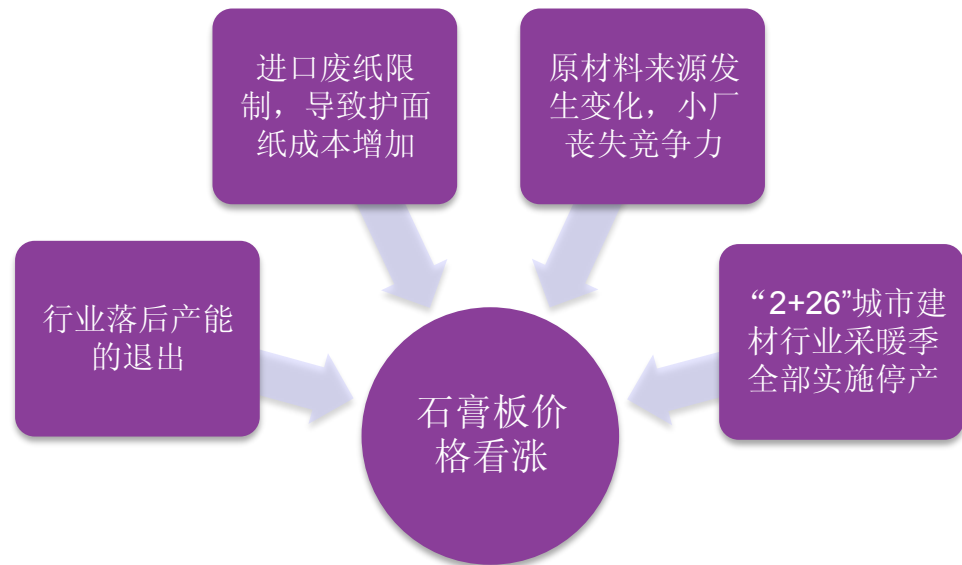 进口废纸限
制，导致护面
纸成本增加
原材料来源发
生变化，小厂
丧失竞争力
行业落后产能
的退出
“2+26”城市建
材行业采暖季
全部实施停产
石膏板价
格看涨